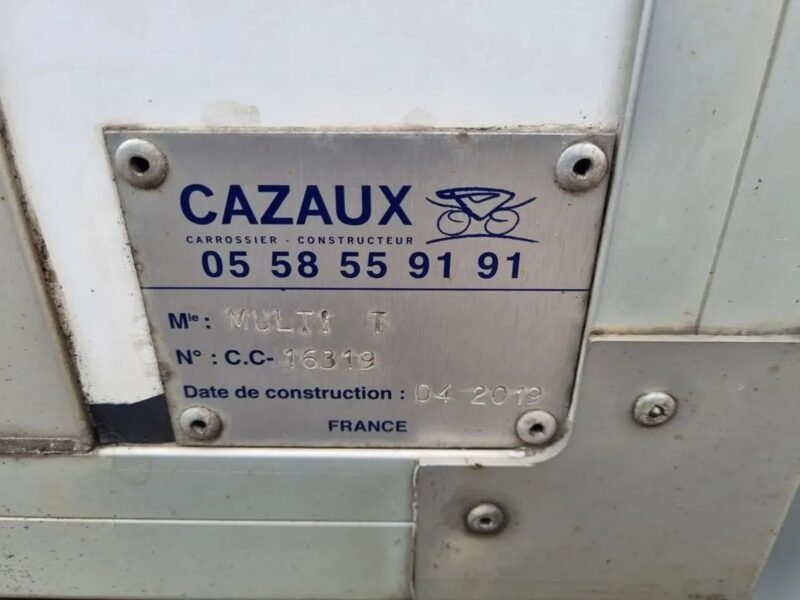 CAZAUX
CARROSSIER - CONSTRUCTEUR
05 58 55 91 91
Mle : MULTI T
N° : C.C- 16319
Date de construction : 04 2019
FRANCE